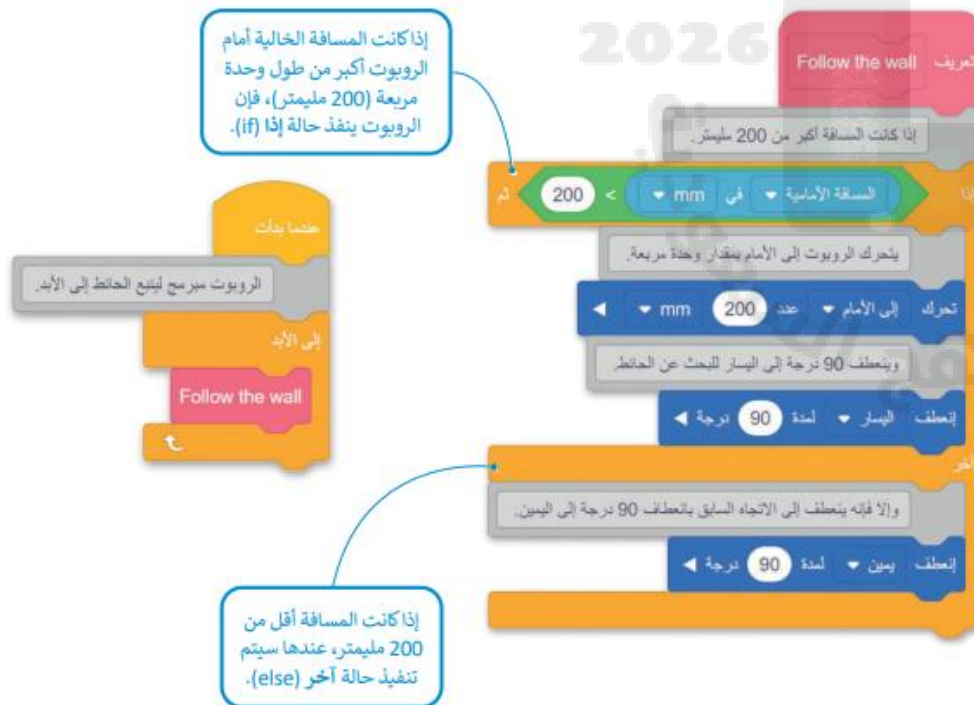 إذا كانت المسافة الخالية أمام
الروبوت أكبر من طول وحدة
مربعة (200 مليمتر)، فإن
الروبوت ينفذ حالة إذا (if).
2026
تعريف Follow the wall
إذا كانت المسافة أكبر من 200 مليمتر.
إذا المسافة الأمامية في mm > 200 ثم
يتحرك الروبوت إلى الأمام بمقدار وحدة مربعة.
تحرك إلى الأمام عدد 200 mm
وينعطف 90 درجة إلى اليسار للبحث عن الحائط.
إنعطف اليسار لمدة 90 درجة
آخر
وإلا فإنه ينعطف إلى الاتجاه السابق بانعطاف 90 درجة إلى اليمين.
إنعطف يمين لمدة 90 درجة
عندما بدأت
الروبوت مبرمج ليتبع الحائط إلى الأبد.
إلى الأبد
Follow the wall
إذا كانت المسافة أقل من
200 مليمتر، عندها سيتم
تنفيذ حالة آخر (else).